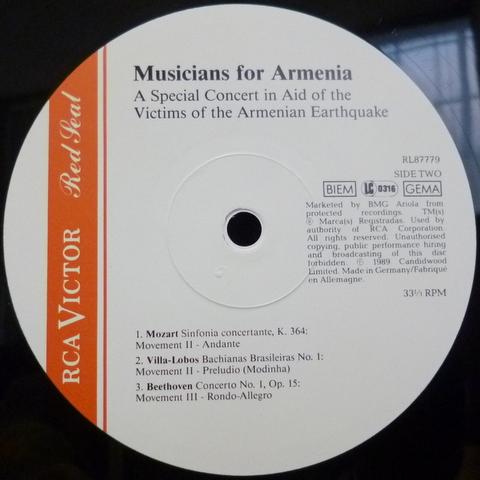 Musicians for Armenia
A Special Concert in Aid of the
Victims of the Armenian Earthquake
RCA VICTOR Red Seal
RL87779
SIDE TWO
BIEM LC 0316 GEMA
Marketed by BMG Ariola from
protected recordings. TM(s)
® Marca(s) Registradas. Used by
authority of RCA Corporation.
All rights reserved. Unauthorised
copying, public performance hiring
and broadcasting of this disc
forbidden. ℗ 1989 Candidwood
Limited. Made in Germany/Fabriqué
en Allemagne.
33⅓ RPM
1. Mozart Sinfonia concertante, K. 364:
Movement II - Andante
2. Villa-Lobos Bachianas Brasileiras No. 1:
Movement II - Preludio (Modinha)
3. Beethoven Concerto No. 1, Op. 15:
Movement III - Rondo-Allegro